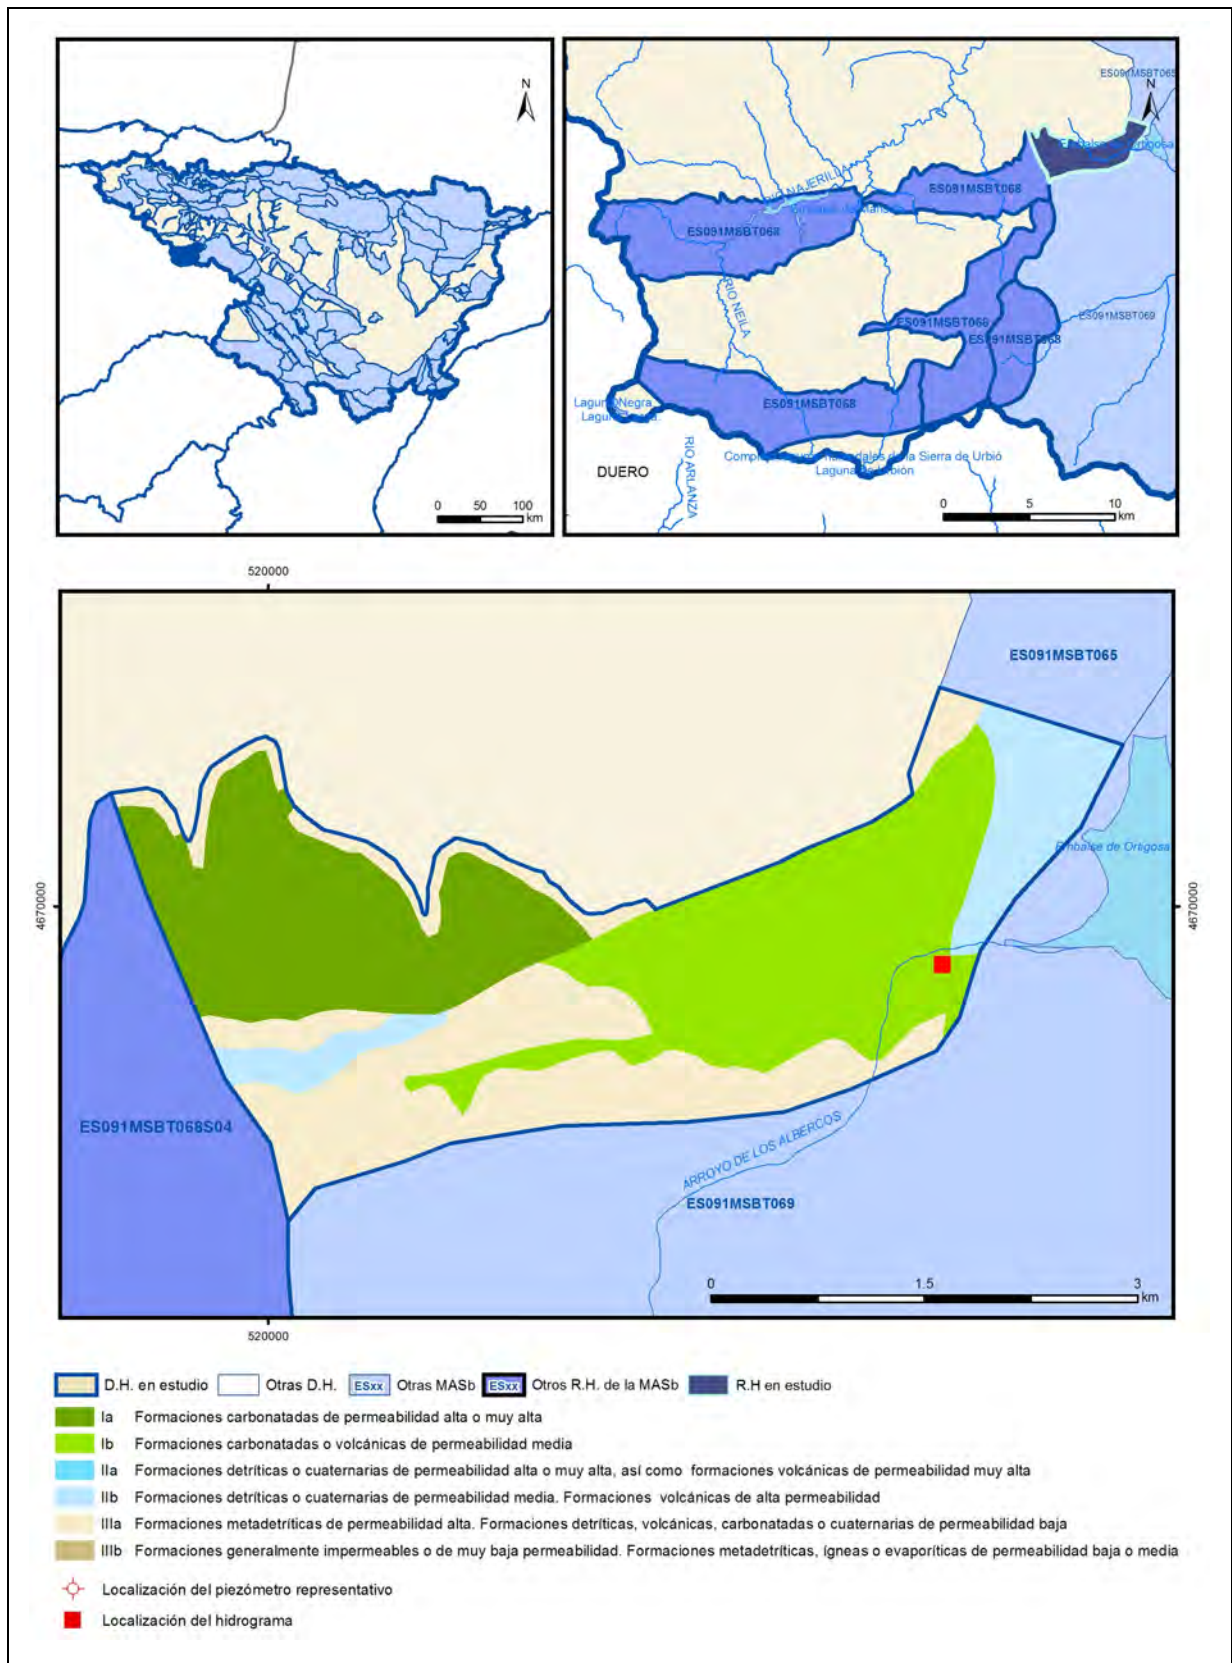 N
0 50 100
km
N
ES091MSBT065
RIO NAJERILLA
ES091MSBT068
ES091MSBT068
RIO NEILA
ES091MSBT068
ES091MSBT068
ES091MSBT069
ES091MSBT068
DUERO
RIO ARLANZA
Laguna de Urbión
0 5 10
km
520000
ES091MSBT065
4670000
4670000
Embalse de Ortigosa
ES091MSBT068S04
ARROYO DE LOS ALBERCOS
ES091MSBT069
0 1.5 3
km
520000
D.H. en estudio
Otras D.H.
ESxx Otras MASb
ESxx Otros R.H. de la MASb
R.H en estudio
Ia Formaciones carbonatadas de permeabilidad alta o muy alta
Ib Formaciones carbonatadas o volcánicas de permeabilidad media
IIa Formaciones detríticas o cuaternarias de permeabilidad alta o muy alta, así como formaciones volcánicas de permeabilidad muy alta
IIb Formaciones detríticas o cuaternarias de permeabilidad media. Formaciones volcánicas de alta permeabilidad
IIIa Formaciones metadetríticas de permeabilidad alta. Formaciones detríticas, volcánicas, carbonatadas o cuaternarias de permeabilidad baja
IIIb Formaciones generalmente impermeables o de muy baja permeabilidad. Formaciones metadetríticas, ígneas o evaporíticas de permeabilidad baja o media
Localización del piezómetro representativo
Localización del hidrograma